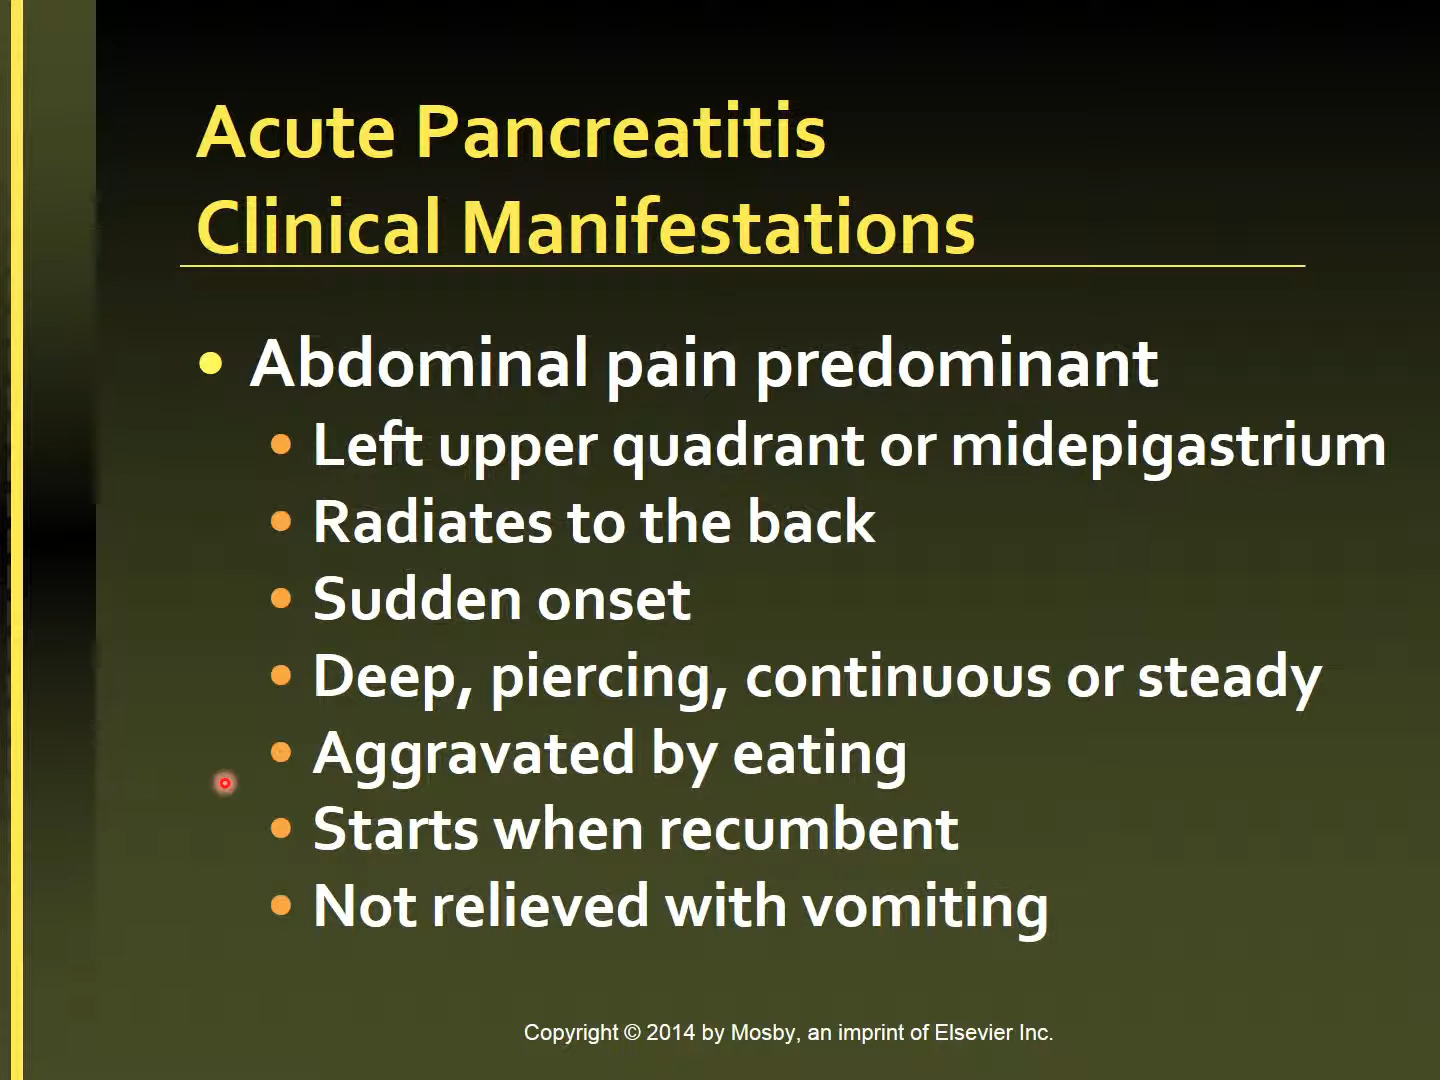 Acute Pancreatitis
Clinical Manifestations
• Abdominal pain predominant
• Left upper quadrant or midepigastrium
• Radiates to the back
• Sudden onset
• Deep, piercing, continuous or steady
• Aggravated by eating
• Starts when recumbent
• Not relieved with vomiting
Copyright © 2014 by Mosby, an imprint of Elsevier Inc.